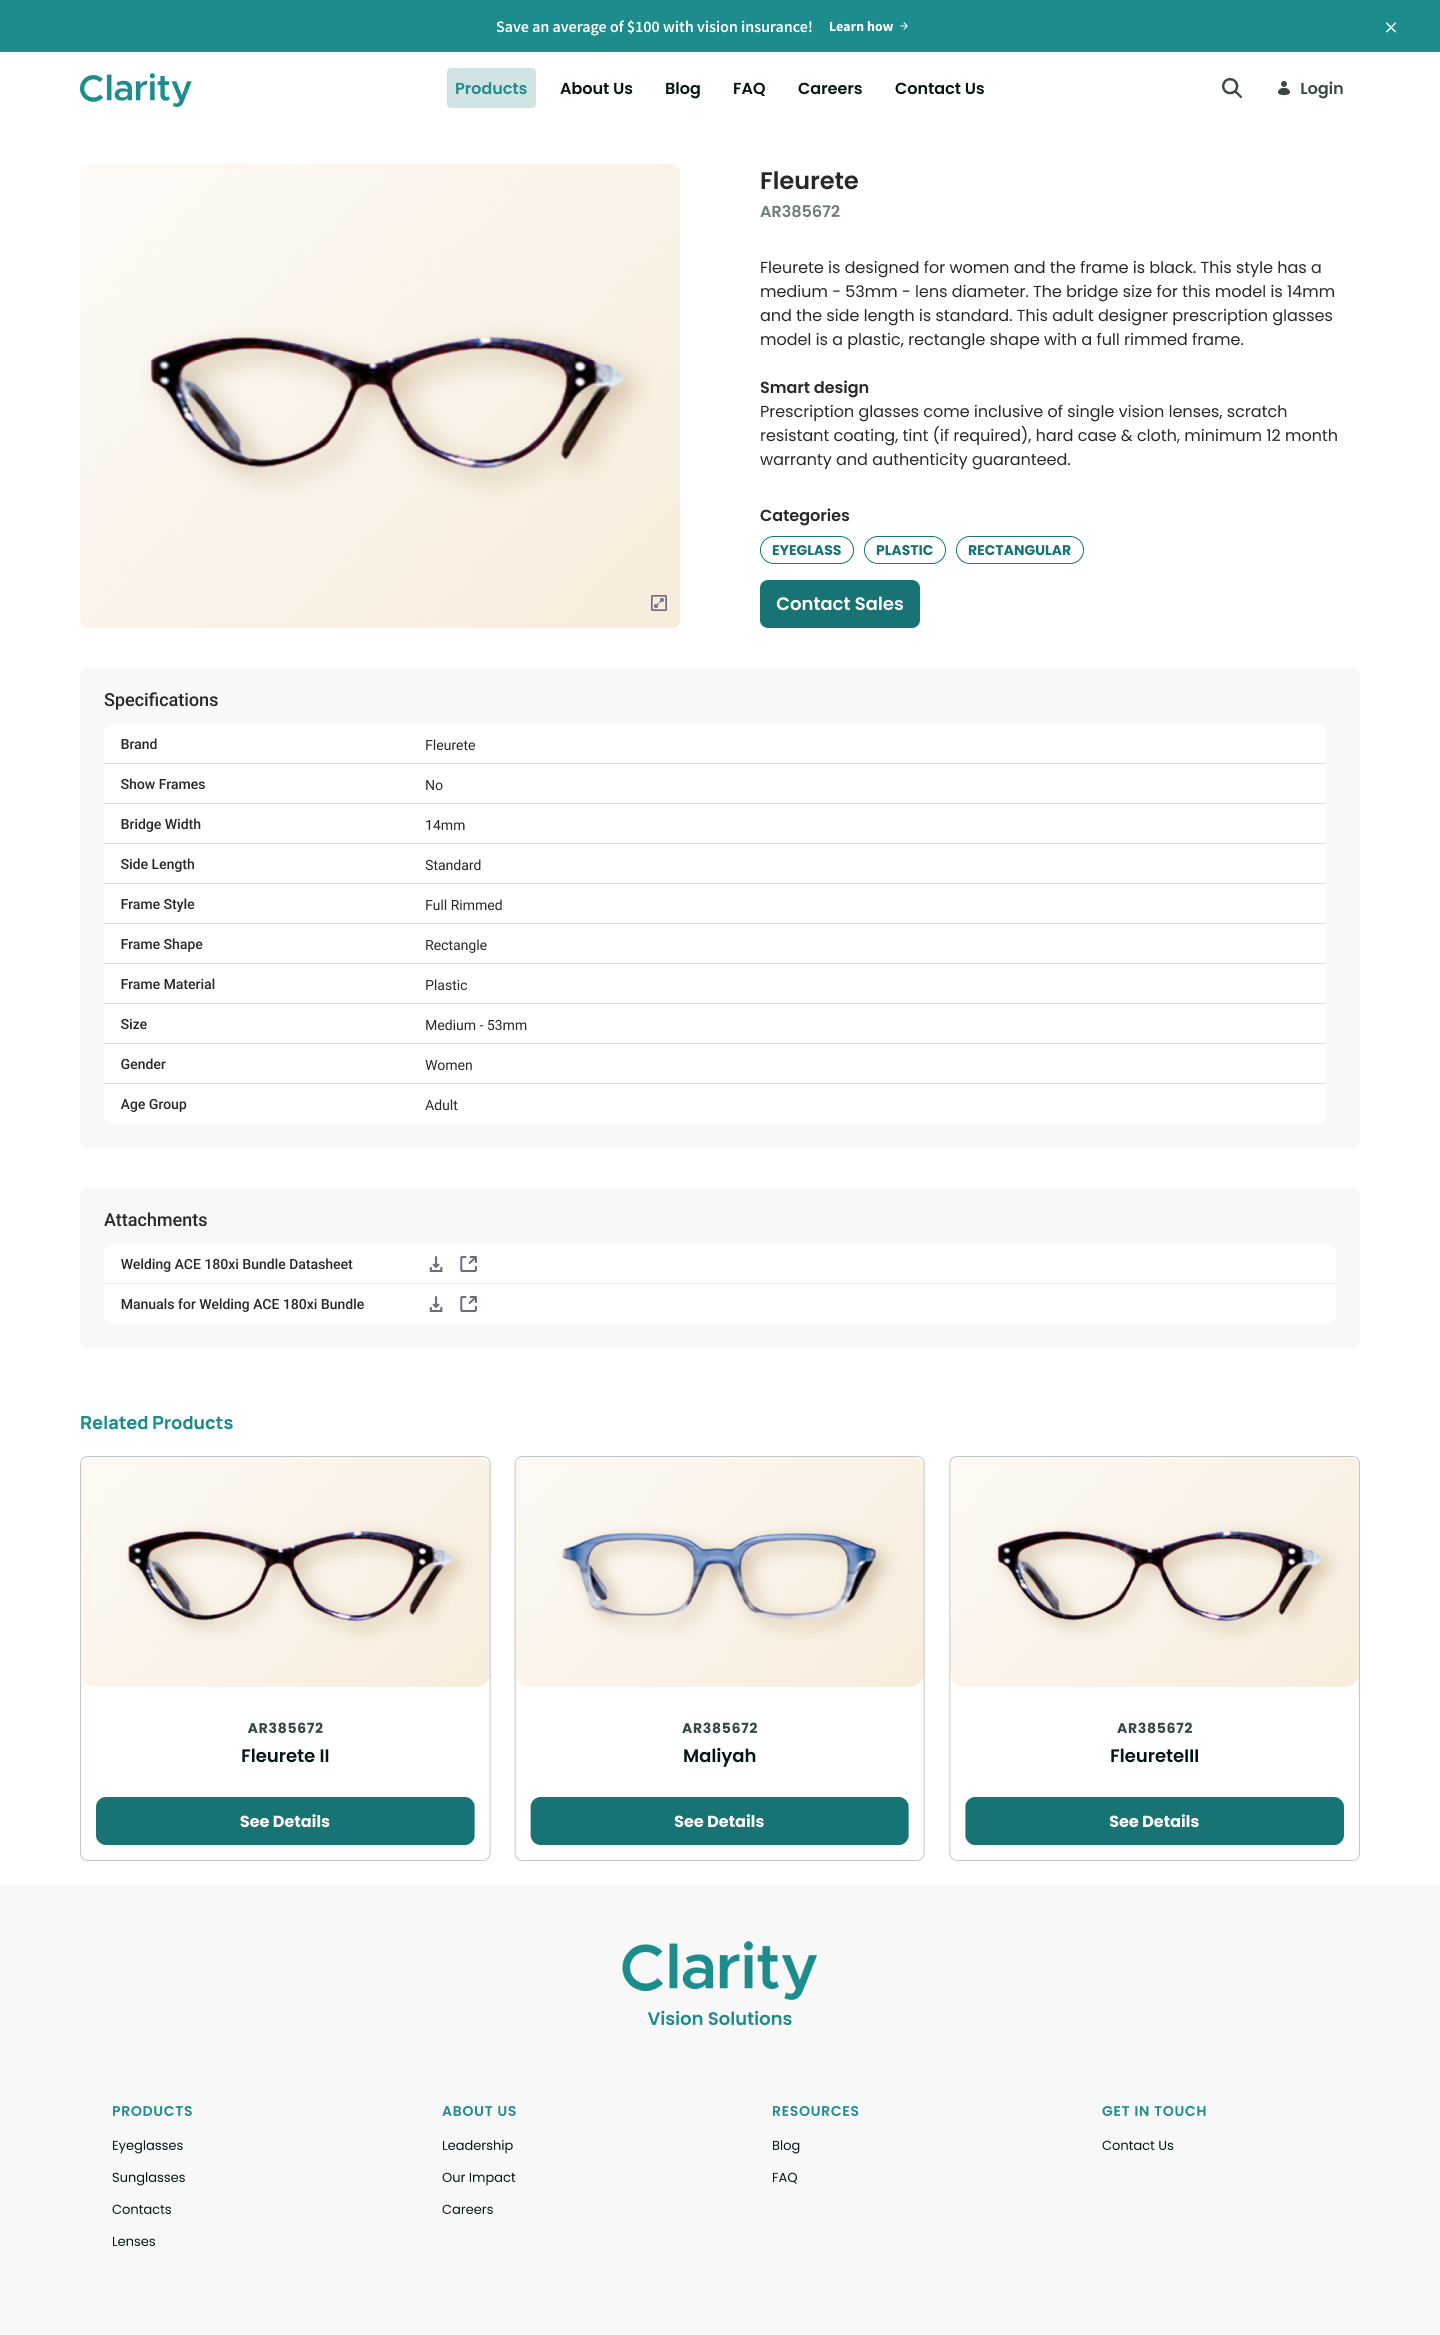 Save an average of $100 with vision insurance! Learn how →
Clarity
Products About Us Blog FAQ Careers Contact Us
Login
Fleurete
AR385672
Fleurete is designed for women and the frame is black. This style has a
medium - 53mm - lens diameter. The bridge size for this model is 14mm
and the side length is standard. This adult designer prescription glasses
model is a plastic, rectangle shape with a full rimmed frame.
Smart design
Prescription glasses come inclusive of single vision lenses, scratch
resistant coating, tint (if required), hard case & cloth, minimum 12 month
warranty and authenticity guaranteed.
Categories
EYEGLASS PLASTIC RECTANGULAR
Contact Sales
Specifications
Brand Fleurete
Show Frames No
Bridge Width 14mm
Side Length Standard
Frame Style Full Rimmed
Frame Shape Rectangle
Frame Material Plastic
Size Medium - 53mm
Gender Women
Age Group Adult
Attachments
Welding ACE 180xi Bundle Datasheet
Manuals for Welding ACE 180xi Bundle
Related Products
AR385672
Fleurete II
See Details
AR385672
Maliyah
See Details
AR385672
FleureteIII
See Details
Clarity
Vision Solutions
PRODUCTS
Eyeglasses
Sunglasses
Contacts
Lenses
ABOUT US
Leadership
Our Impact
Careers
RESOURCES
Blog
FAQ
GET IN TOUCH
Contact Us